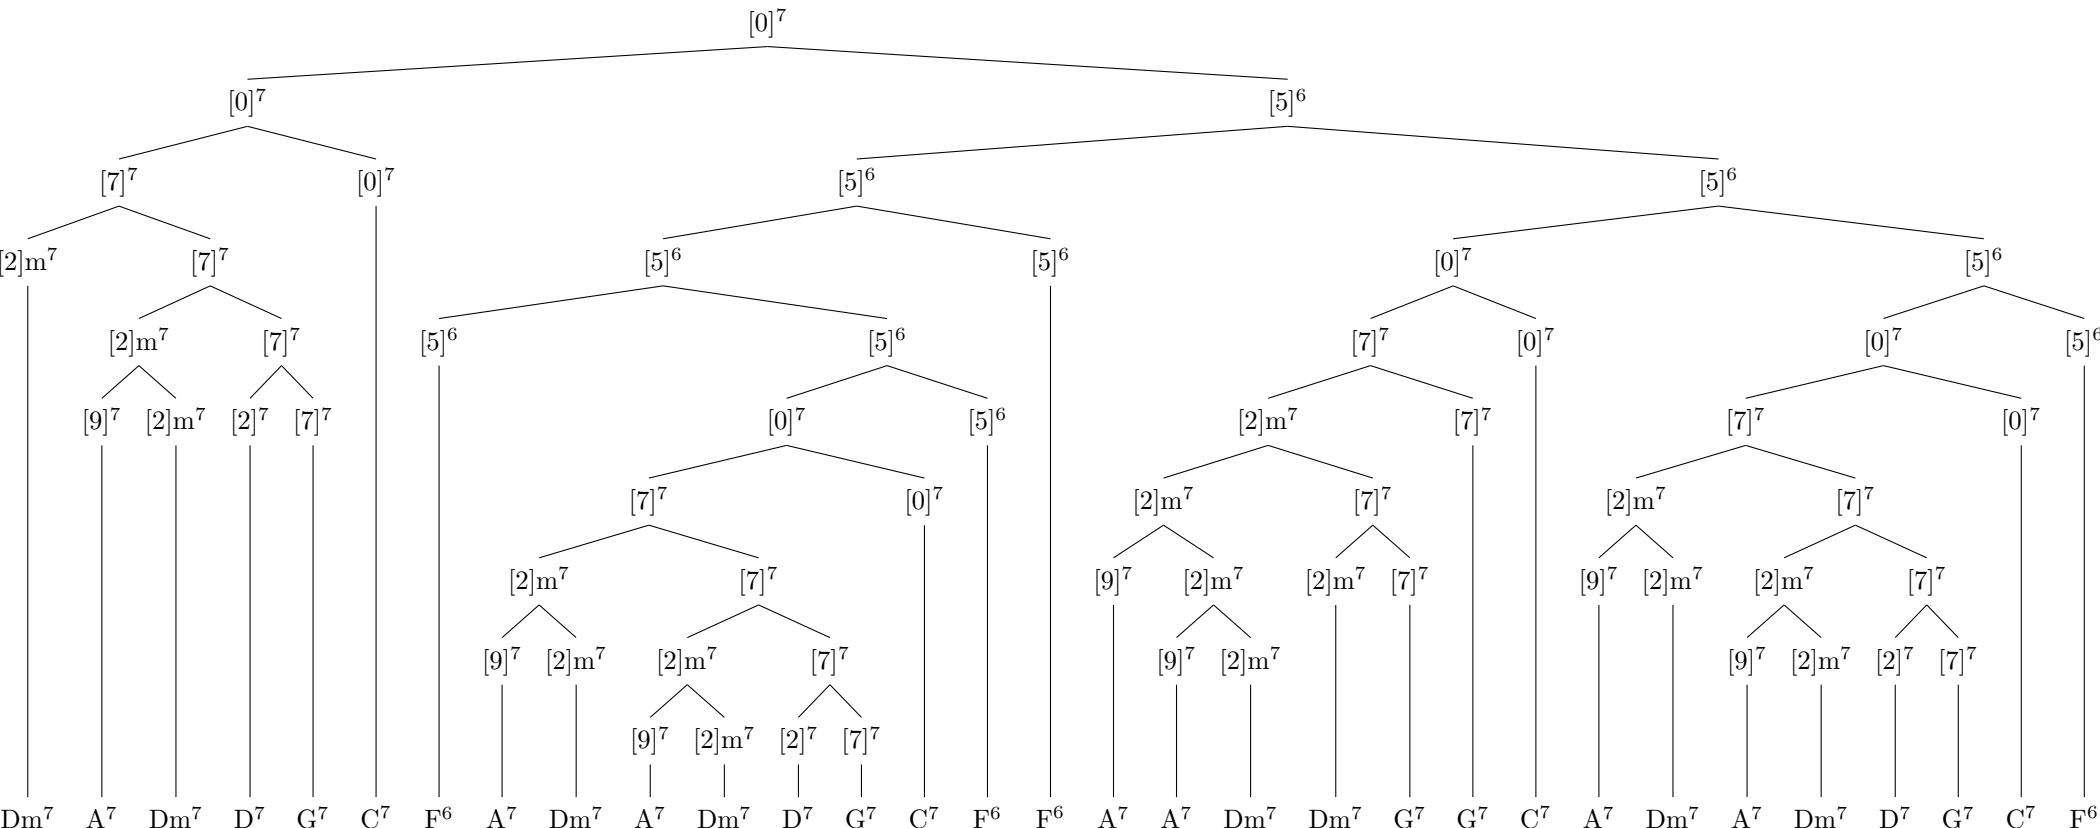 [0]⁷
[0]⁷ [5]⁶
[7]⁷ [0]⁷ [5]⁶ [5]⁶
[2]m⁷ [7]⁷ [5]⁶ [5]⁶ [0]⁷ [5]⁶
[2]m⁷ [7]⁷ [5]⁶ [5]⁶ [7]⁷ [0]⁷ [0]⁷ [5]⁶
[9]⁷ [2]m⁷ [2]⁷ [7]⁷ [0]⁷ [5]⁶ [2]m⁷ [7]⁷ [7]⁷ [0]⁷
[7]⁷ [0]⁷ [2]m⁷ [7]⁷ [2]m⁷ [7]⁷
[2]m⁷ [7]⁷ [9]⁷ [2]m⁷ [2]m⁷ [7]⁷ [9]⁷ [2]m⁷ [2]m⁷ [7]⁷
[9]⁷ [2]m⁷ [2]m⁷ [7]⁷ [9]⁷ [2]m⁷ [9]⁷ [2]m⁷ [2]⁷ [7]⁷
[9]⁷ [2]m⁷ [2]⁷ [7]⁷
Dm⁷ A⁷ Dm⁷ D⁷ G⁷ C⁷ F⁶ A⁷ Dm⁷ A⁷ Dm⁷ D⁷ G⁷ C⁷ F⁶ F⁶ A⁷ A⁷ Dm⁷ Dm⁷ G⁷ G⁷ C⁷ A⁷ Dm⁷ A⁷ Dm⁷ D⁷ G⁷ C⁷ F⁶